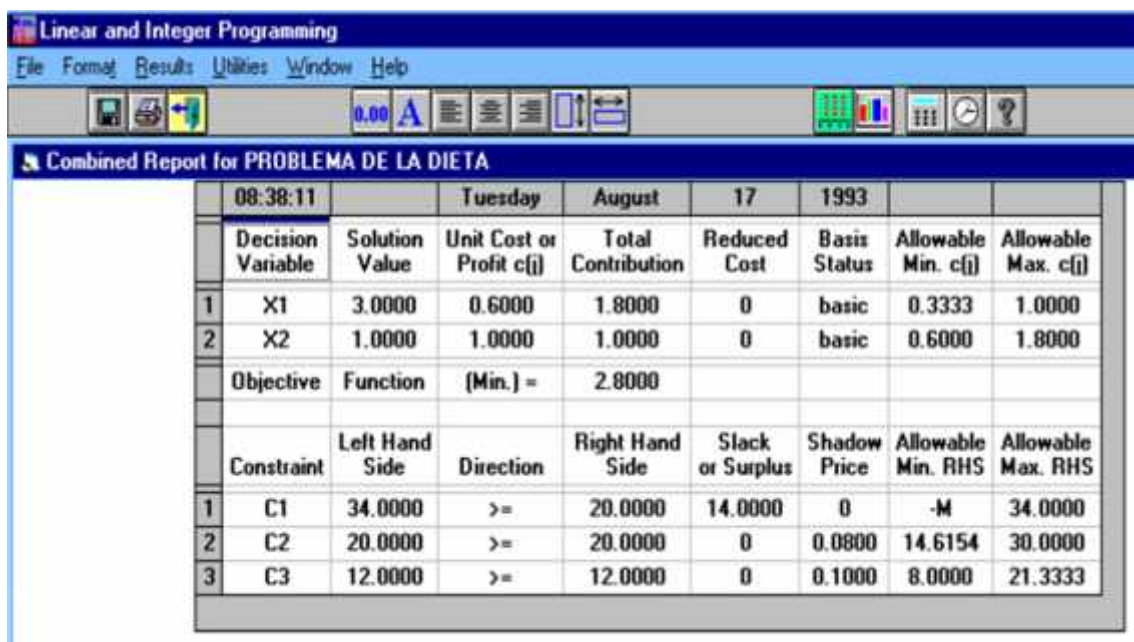 Linear and Integer Programming
File Format Results Utilities Window Help
0.00 A ?
Combined Report for PROBLEMA DE LA DIETA
08:38:11 Tuesday August 17 1993
Decision Variable Solution Value Unit Cost or Profit c(j) Total Contribution Reduced Cost Basis Status Allowable Min. c(j) Allowable Max. c(j)
1 X1 3.0000 0.6000 1.8000 0 basic 0.3333 1.0000
2 X2 1.0000 1.0000 1.0000 0 basic 0.6000 1.8000
Objective Function (Min.) = 2.8000
Constraint Left Hand Side Direction Right Hand Side Slack or Surplus Shadow Price Allowable Min. RHS Allowable Max. RHS
1 C1 34.0000 >= 20.0000 14.0000 0 -M 34.0000
2 C2 20.0000 >= 20.0000 0 0.0800 14.6154 30.0000
3 C3 12.0000 >= 12.0000 0 0.1000 8.0000 21.3333